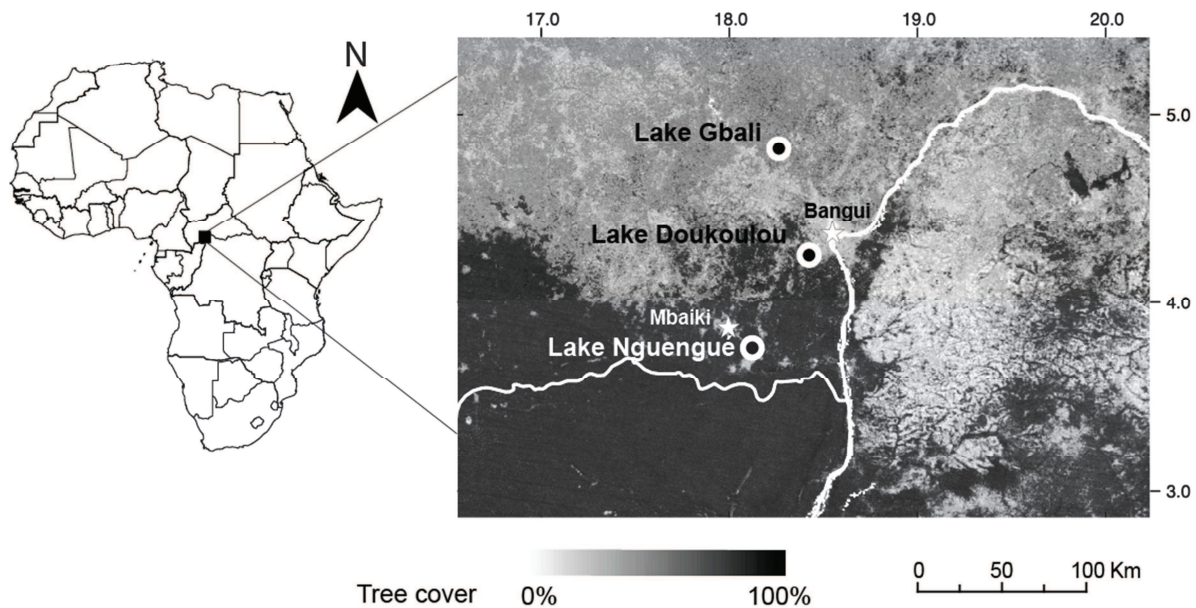 N
17.0 18.0 19.0 20.0
5.0
Lake Gbali
Bangui
Lake Doukoulou
4.0
Mbaiki
Lake Nguengue
3.0
Tree cover 0% 100%
0 50 100 Km